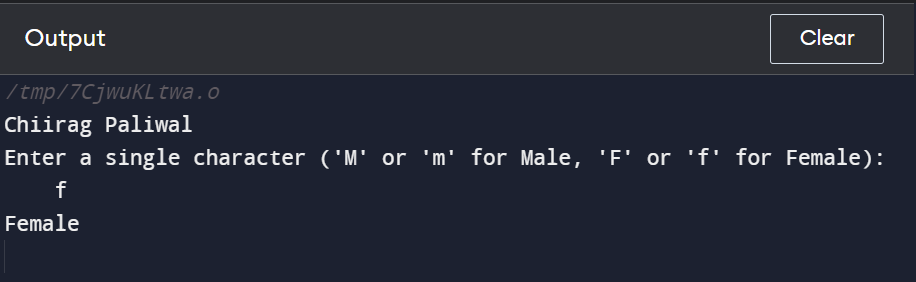 Output
Clear
/tmp/7CjwuKLtwa.o
Chiirag Paliwal
Enter a single character ('M' or 'm' for Male, 'F' or 'f' for Female):
f
Female